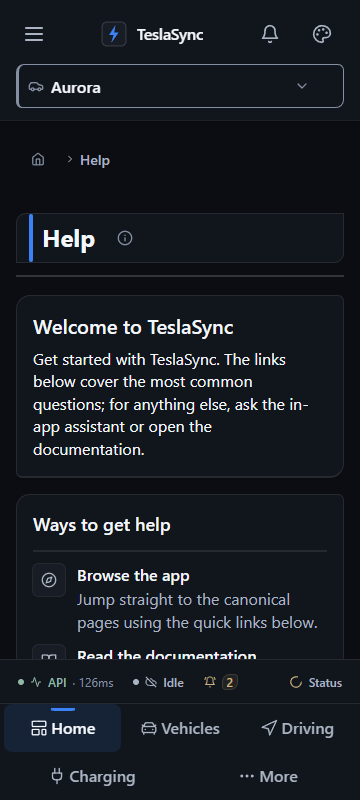 TeslaSync
Aurora
Help
Help
Welcome to TeslaSync
Get started with TeslaSync. The links
below cover the most common
questions; for anything else, ask the in-
app assistant or open the
documentation.
Ways to get help
Browse the app
Jump straight to the canonical
pages using the quick links below.
Read the documentation
API · 126ms Idle 2 Status
Home Vehicles Driving
Charging More